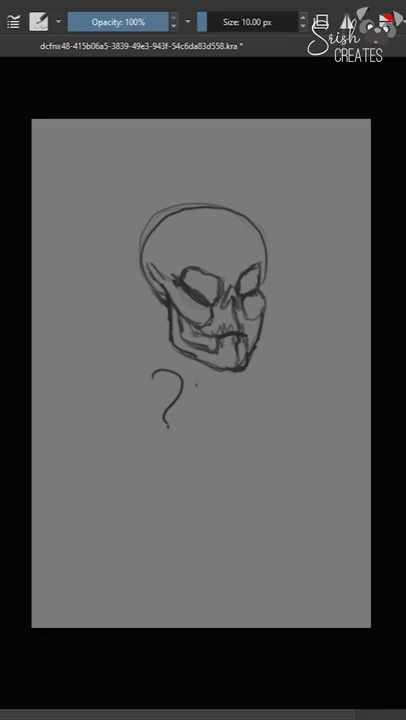 Opacity: 100%
Size: 10.00 px
Srish
CREATES
dcfnx48-415b06a5-3839-49e3-943f-54c6da83d558.kra *
?